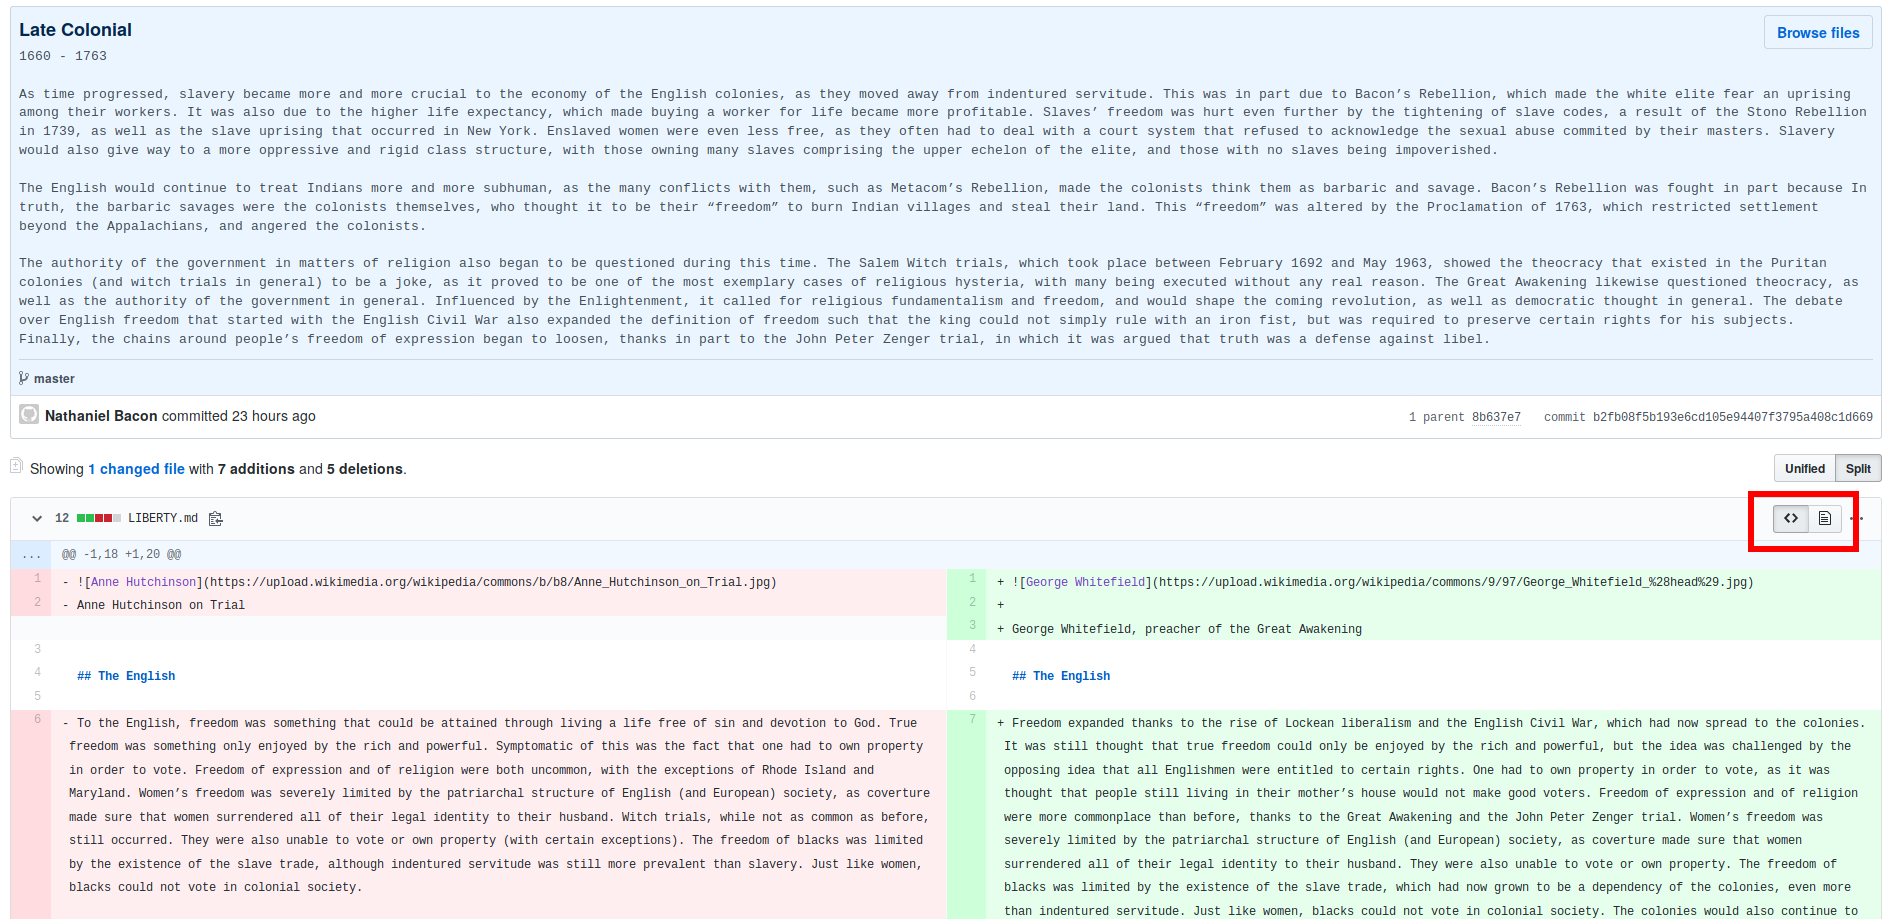 Late Colonial
Browse files
1660 - 1763
As time progressed, slavery became more and more crucial to the economy of the English colonies, as they moved away from indentured servitude. This was in part due to Bacon’s Rebellion, which made the white elite fear an uprising
among their workers. It was also due to the higher life expectancy, which made buying a worker for life became more profitable. Slaves’ freedom was hurt even further by the tightening of slave codes, a result of the Stono Rebellion
in 1739, as well as the slave uprising that occurred in New York. Enslaved women were even less free, as they often had to deal with a court system that refused to acknowledge the sexual abuse commited by their masters. Slavery
would also give way to a more oppressive and rigid class structure, with those owning many slaves comprising the upper echelon of the elite, and those with no slaves being impoverished.
The English would continue to treat Indians more and more subhuman, as the many conflicts with them, such as Metacom’s Rebellion, made the colonists think them as barbaric and savage. Bacon’s Rebellion was fought in part because In
truth, the barbaric savages were the colonists themselves, who thought it to be their “freedom” to burn Indian villages and steal their land. This “freedom” was altered by the Proclamation of 1763, which restricted settlement
beyond the Appalachians, and angered the colonists.
The authority of the government in matters of religion also began to be questioned during this time. The Salem Witch trials, which took place between February 1692 and May 1963, showed the theocracy that existed in the Puritan
colonies (and witch trials in general) to be a joke, as it proved to be one of the most exemplary cases of religious hysteria, with many being executed without any real reason. The Great Awakening likewise questioned theocracy, as
well as the authority of the government in general. Influenced by the Enlightenment, it called for religious fundamentalism and freedom, and would shape the coming revolution, as well as democratic thought in general. The debate
over English freedom that started with the English Civil War also expanded the definition of freedom such that the king could not simply rule with an iron fist, but was required to preserve certain rights for his subjects.
Finally, the chains around people’s freedom of expression began to loosen, thanks in part to the John Peter Zenger trial, in which it was argued that truth was a defense against libel.
master
Nathaniel Bacon committed 23 hours ago
1 parent 8b637e7 commit b2fb08f5b193e6cd105e94407f3795a408c1d669
Showing 1 changed file with 7 additions and 5 deletions.
Unified Split
12 LIBERTY.md
... @@ -1,18 +1,20 @@
1 - ![Anne Hutchinson](https://upload.wikimedia.org/wikipedia/commons/b/b8/Anne_Hutchinson_on_Trial.jpg)
2 - Anne Hutchinson on Trial
3
4 ## The English
5
6 - To the English, freedom was something that could be attained through living a life free of sin and devotion to God. True
freedom was something only enjoyed by the rich and powerful. Symptomatic of this was the fact that one had to own property
in order to vote. Freedom of expression and of religion were both uncommon, with the exceptions of Rhode Island and
Maryland. Women’s freedom was severely limited by the patriarchal structure of English (and European) society, as coverture
made sure that women surrendered all of their legal identity to their husband. Witch trials, while not as common as before,
still occurred. They were also unable to vote or own property (with certain exceptions). The freedom of blacks was limited
by the existence of the slave trade, although indentured servitude was still more prevalent than slavery. Just like women,
blacks could not vote in colonial society.
1 + ![George Whitefield](https://upload.wikimedia.org/wikipedia/commons/9/97/George_Whitefield_%28head%29.jpg)
2 +
3 + George Whitefield, preacher of the Great Awakening
4
5 ## The English
6
7 + Freedom expanded thanks to the rise of Lockean liberalism and the English Civil War, which had now spread to the colonies.
It was still thought that true freedom could only be enjoyed by the rich and powerful, but the idea was challenged by the
opposing idea that all Englishmen were entitled to certain rights. One had to own property in order to vote, as it was
thought that people still living in their mother’s house would not make good voters. Freedom of expression and of religion
were more commonplace than before, thanks to the Great Awakening and the John Peter Zenger trial. Women’s freedom was
severely limited by the patriarchal structure of English (and European) society, as coverture made sure that women
surrendered all of their legal identity to their husband. They were also unable to vote or own property. The freedom of
blacks was limited by the existence of the slave trade, which had now grown to be a dependency of the colonies, even more
than indentured servitude. Just like women, blacks could not vote in colonial society. The colonies would also continue to